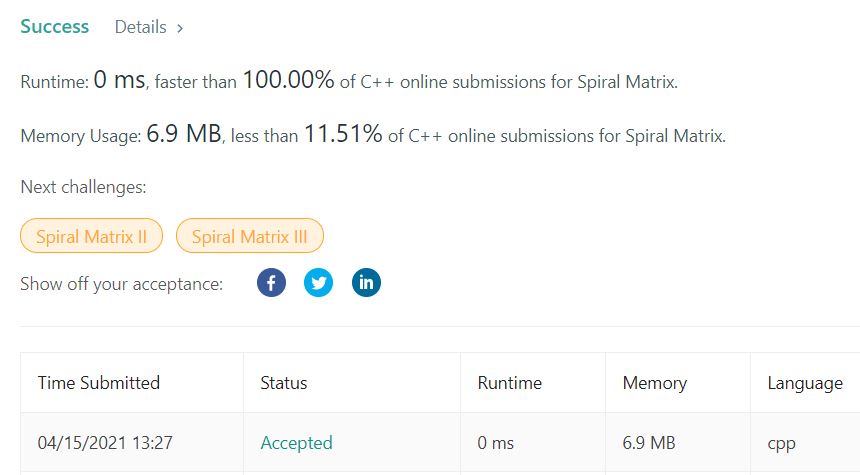 Success Details >
Runtime: 0 ms, faster than 100.00% of C++ online submissions for Spiral Matrix.
Memory Usage: 6.9 MB, less than 11.51% of C++ online submissions for Spiral Matrix.
Next challenges:
Spiral Matrix II Spiral Matrix III
Show off your acceptance:
Time Submitted Status Runtime Memory Language
04/15/2021 13:27 Accepted 0 ms 6.9 MB cpp